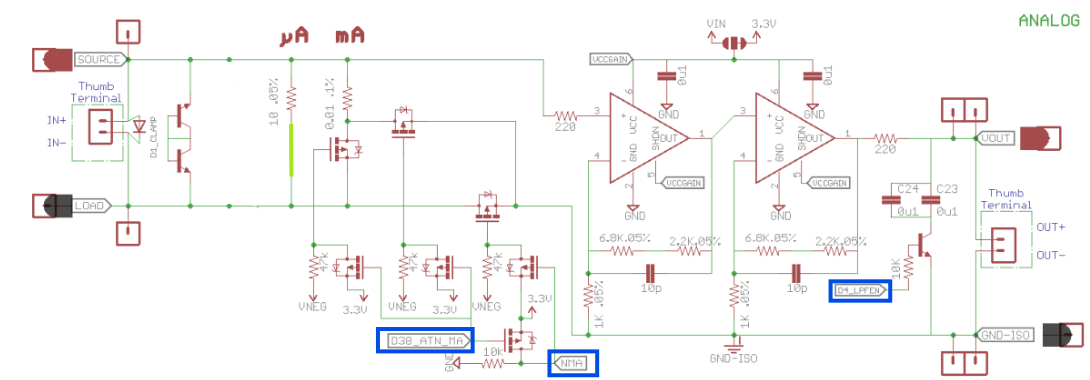 ANALOG
µA mA
VIN 3.3V
SOURCE
VCCGAIN
0u1
0u1
Thumb
Terminal
IN+
IN-
D1_CLAMP
10 .05%
0.01 .1%
GND
GND
220
3
4
6
1
2
5
+
-
VCC
GND
SHDN
OUT
3
4
6
1
2
5
+
-
VCC
GND
SHDN
OUT
220
VOUT
VCCGAIN
VCCGAIN
GND
GND
C24
0u1
C23
0u1
Thumb
Terminal
OUT+
OUT-
LOAD
6.8K.05%
2.2K.05%
6.8K.05%
2.2K.05%
10p
10p
10K
47k
47k
47k
VNEG
3.3V
VNEG
3.3V
VNEG
3.3V
1K .05%
1K .05%
D4_LPFEN
D38_ATN_MA
GND
10k
NMA
GND-ISO
GND-ISO